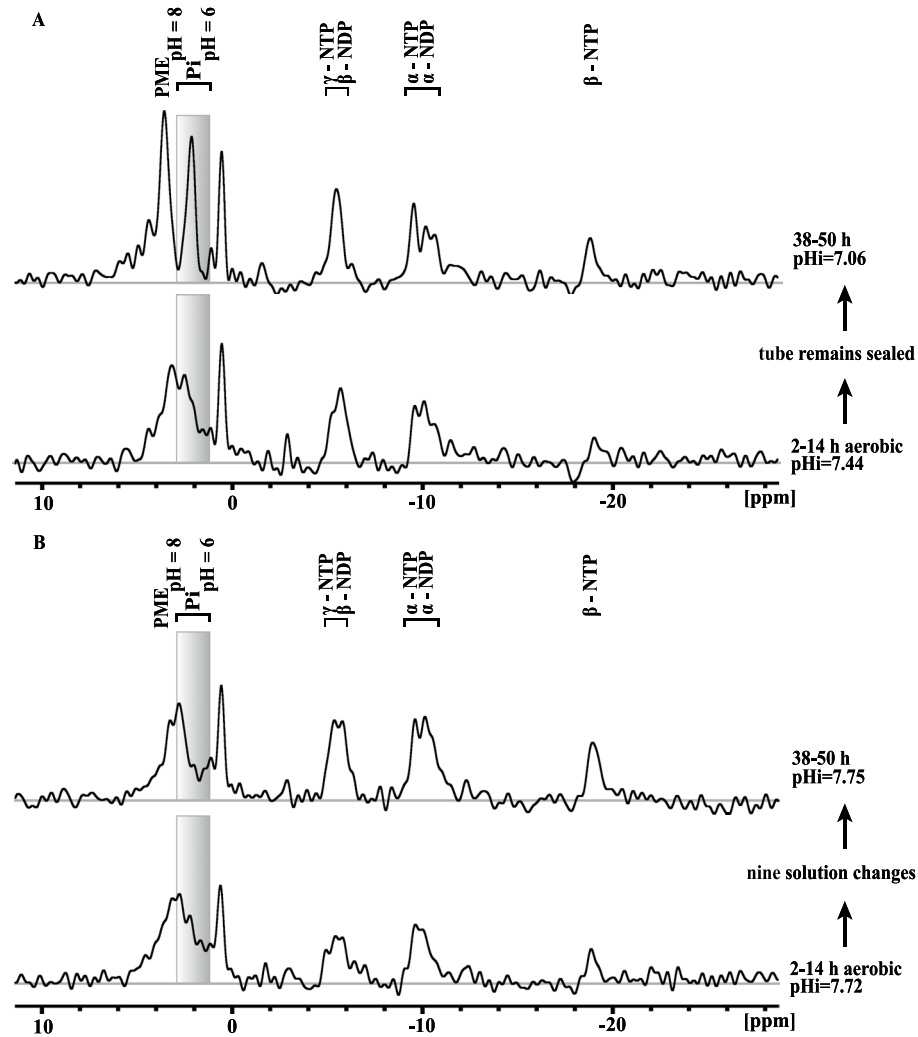 A
PME
pH = 8
Pi
pH = 6
γ - NTP
β - NDP
α - NTP
α - NDP
β - NTP
38-50 h
pHi=7.06
tube remains sealed
2-14 h aerobic
pHi=7.44
10
0
-10
-20
[ppm]
B
PME
pH = 8
Pi
pH = 6
γ - NTP
β - NDP
α - NTP
α - NDP
β - NTP
38-50 h
pHi=7.75
nine solution changes
2-14 h aerobic
pHi=7.72
10
0
-10
-20
[ppm]